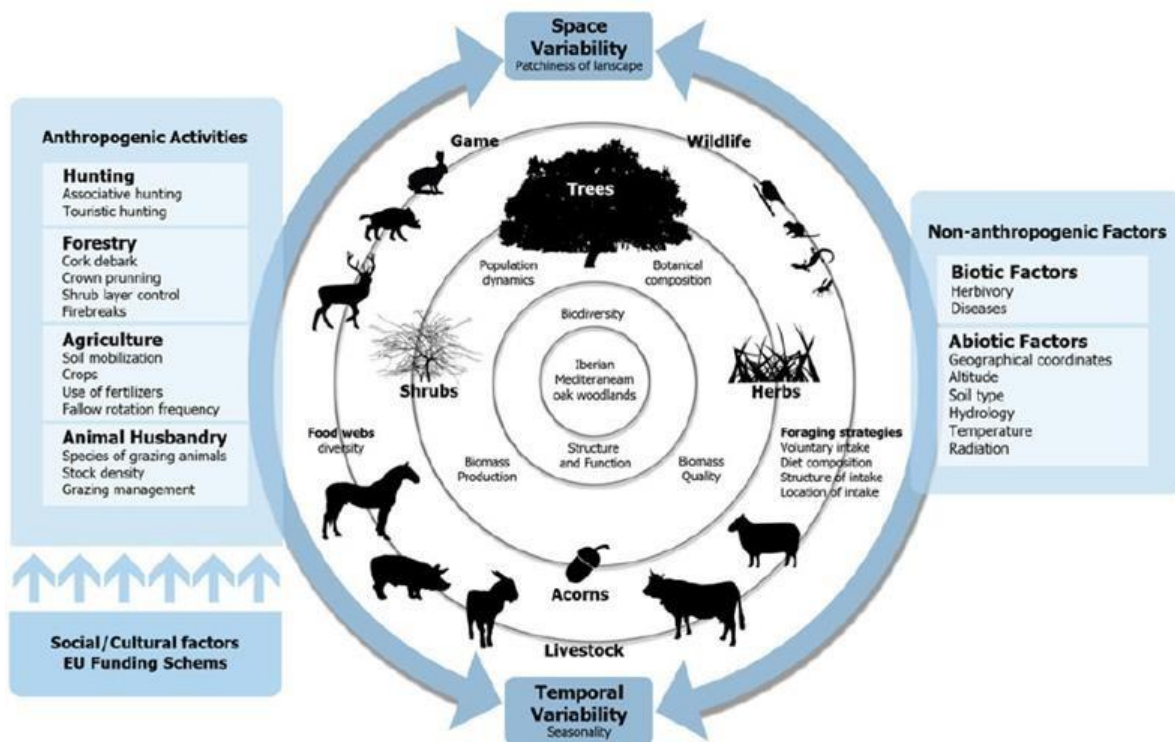 Space
Variability
Patchiness of lanscape
Anthropogenic Activities
Hunting
Associative hunting
Touristic hunting
Forestry
Cork debark
Crown prunning
Shrub layer control
Firebreaks
Agriculture
Soil mobilization
Crops
Use of fertilizers
Fallow rotation frequency
Animal Husbandry
Species of grazing animals
Stock density
Grazing management
Social/Cultural factors
EU Funding Schems
Game
Wildlife
Trees
Population
dynamics
Botanical
composition
Biodiversity
Iberian
Mediteraneam
oak woodlands
Structure
and Function
Shrubs
Herbs
Food webs
diversity
Biomass
Production
Biomass
Quality
Foraging strategies
Voluntary intake
Diet composition
Structure of intake
Location of intake
Acorns
Livestock
Temporal
Variability
Seasonality
Non-anthropogenic Factors
Biotic Factors
Herbivory
Diseases
Abiotic Factors
Geographical coordinates
Altitude
Soil type
Hydrology
Temperature
Radiation